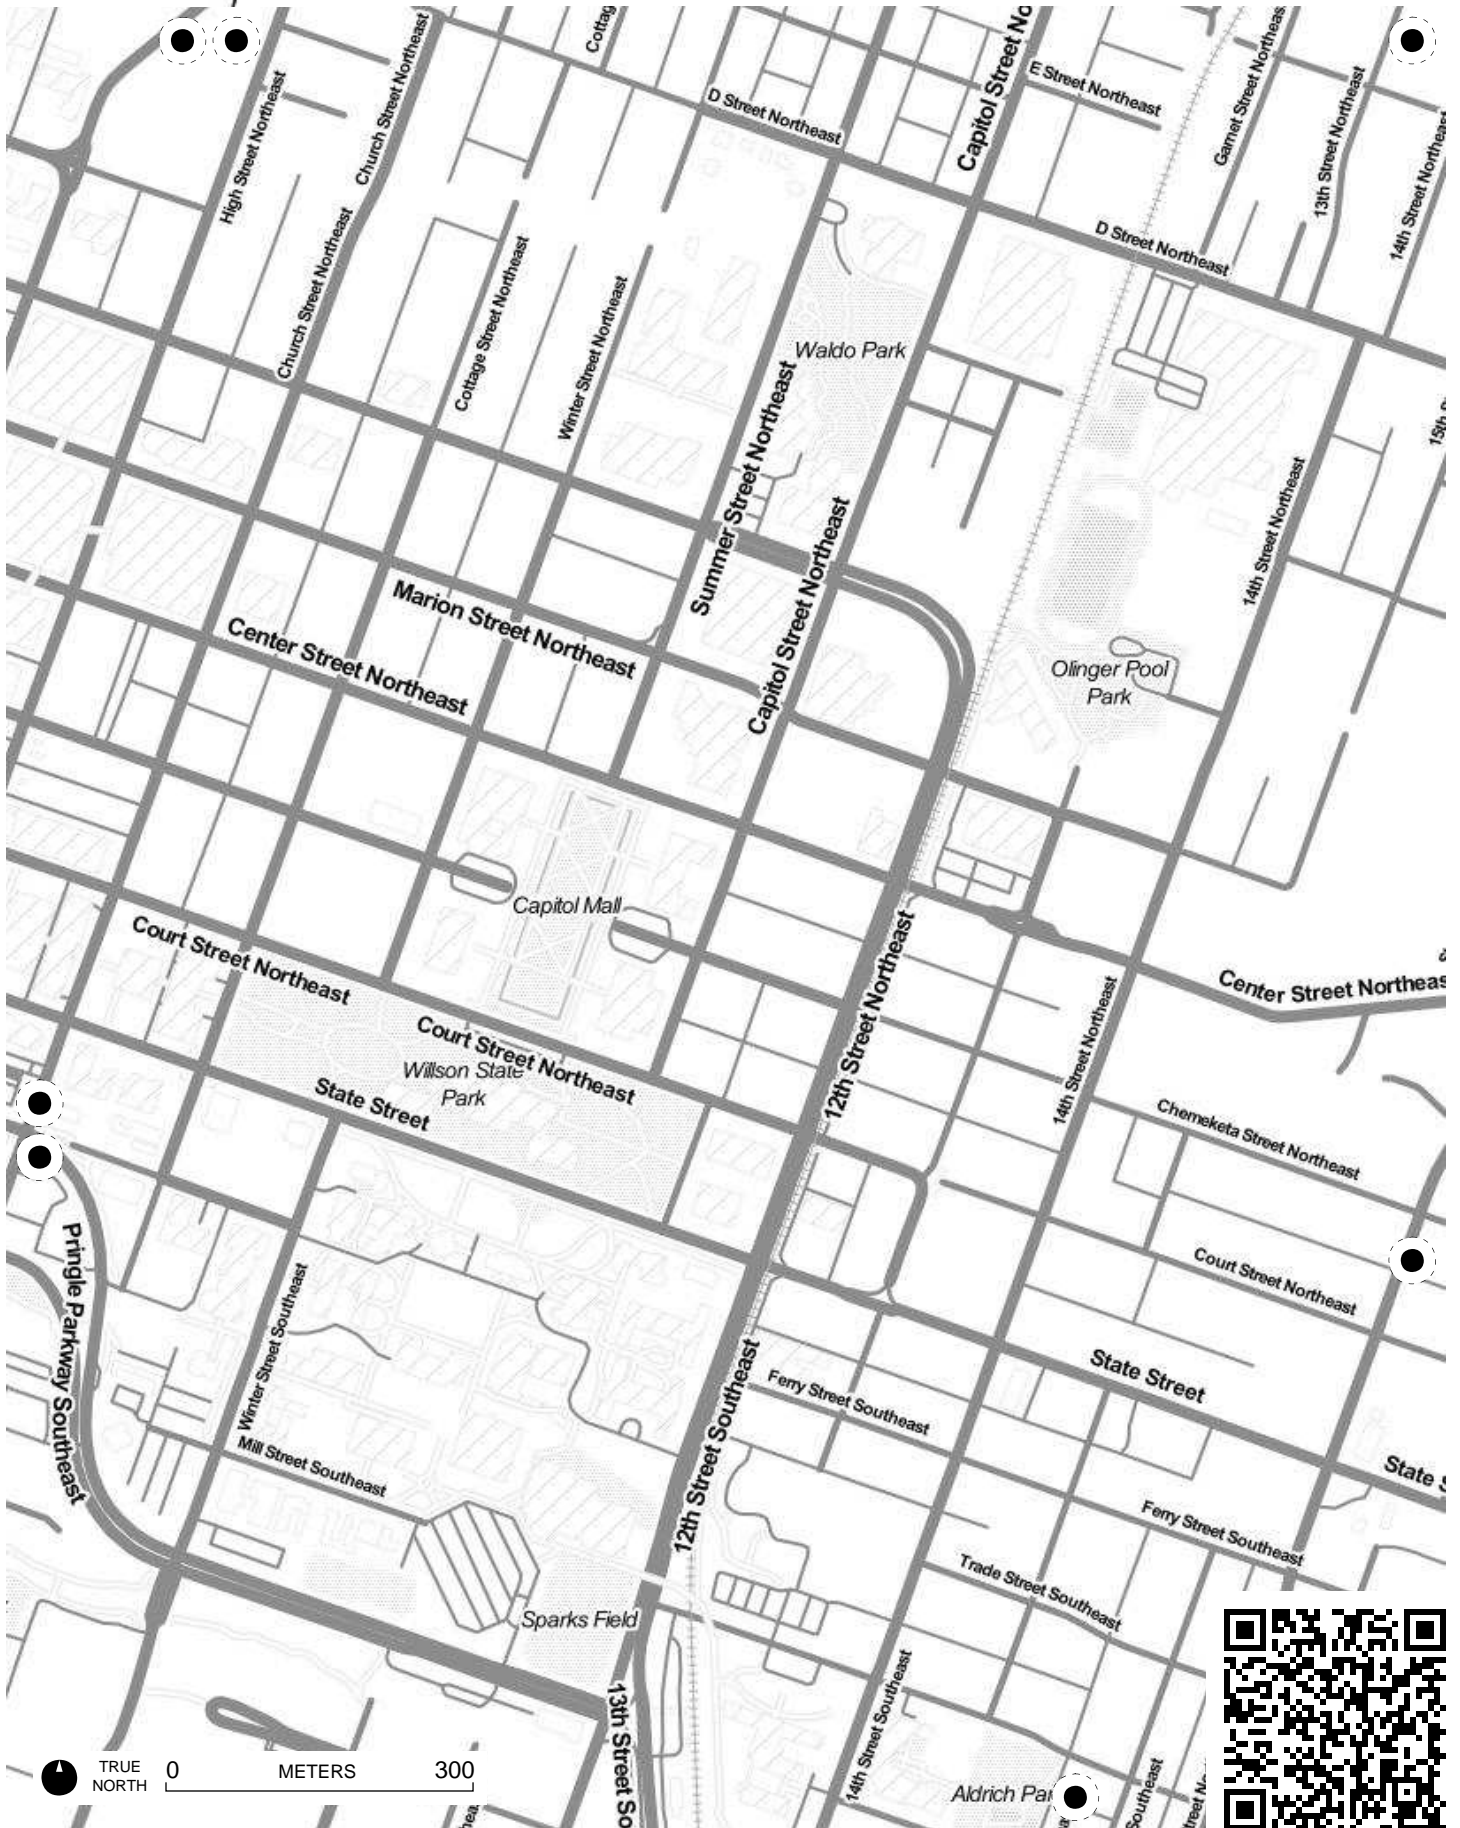 Capitol Street No
D Street Northeast
E Street Northeast
Church Street Northeast
High Street Northeast
Garnet Street Northeast
13th Street Northeast
14th Street Northeast
D Street Northeast
Church Street Northeast
Cottage Street Northeast
Winter Street Northeast
Waldo Park
Summer Street Northeast
Capitol Street Northeast
14th Street Northeast
15th S
Marion Street Northeast
Center Street Northeast
Olinger Pool
Park
Capitol Mall
Court Street Northeast
12th Street Northeast
Center Street Northeas
14th Street Northeast
Court Street Northeast
Willson State
Park
State Street
Chemeketa Street Northeast
Pringle Parkway Southeast
Court Street Northeast
Winter Street Southeast
12th Street Southeast
State Street
Ferry Street Southeast
Mill Street Southeast
State S
Ferry Street Southeast
Trade Street Southeast
Sparks Field
13th Street So
14th Street Southeast
Aldrich Par
outheast
TRUE
NORTH
0 METERS 300